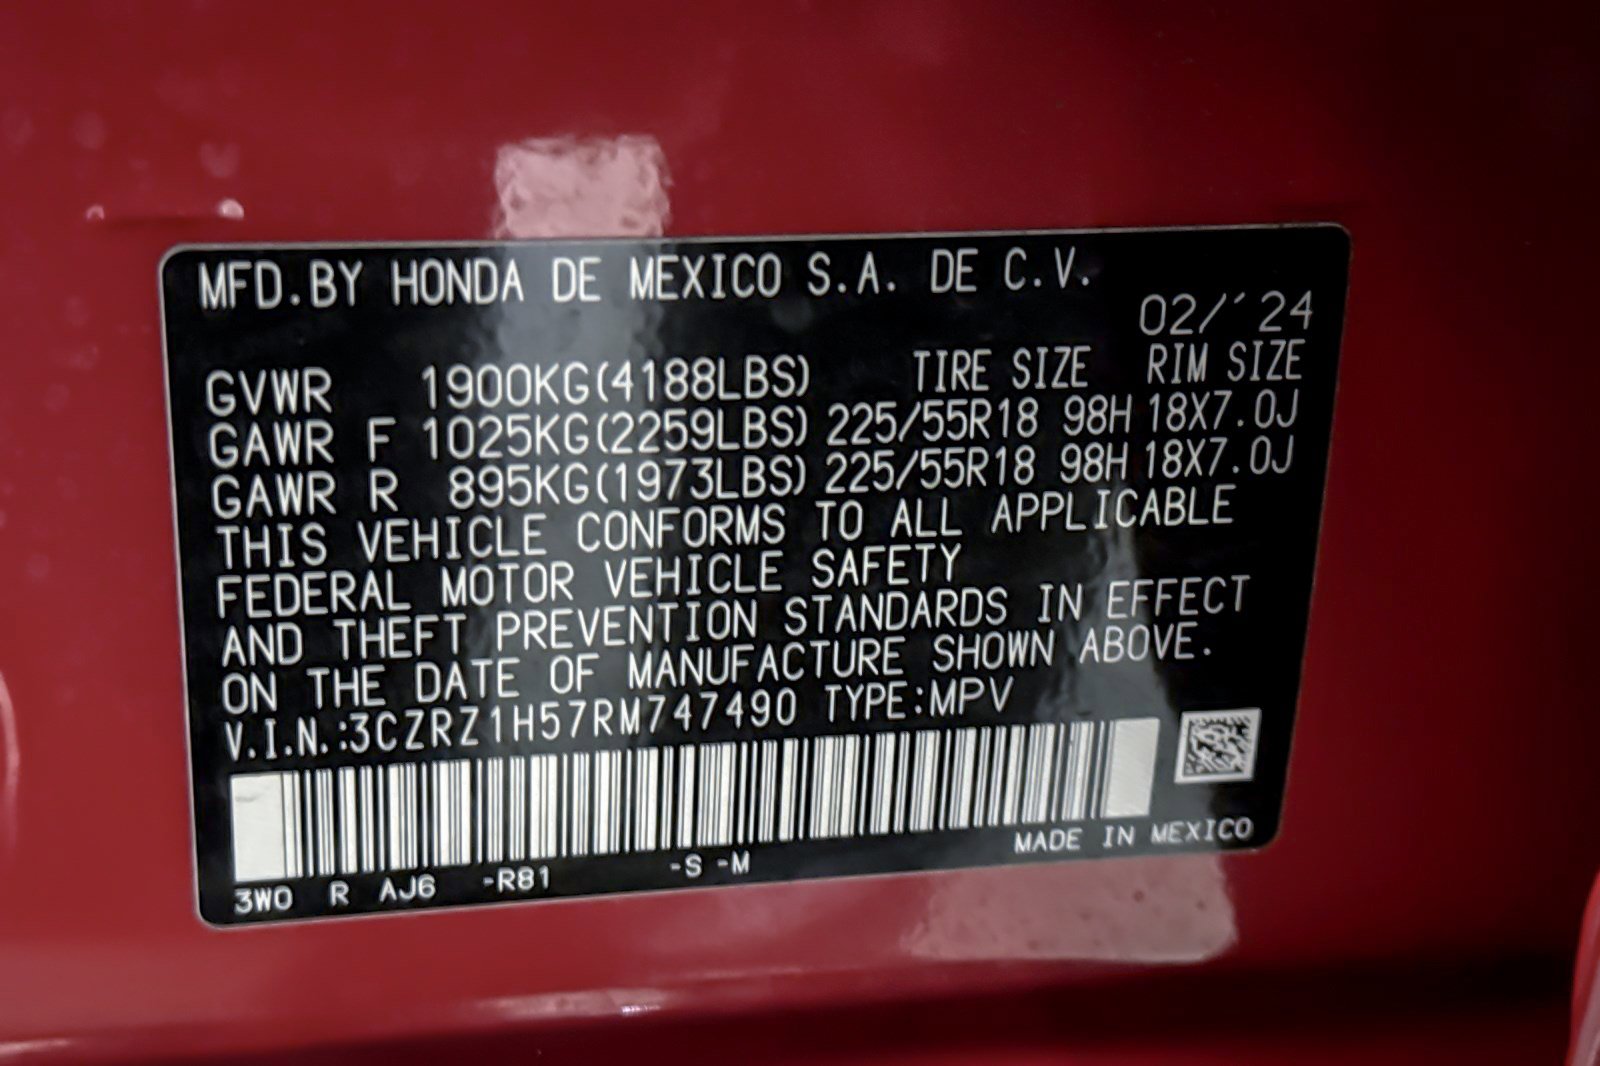 MFD.BY HONDA DE MEXICO S.A. DE C.V.
02/´24
GVWR 1900KG(4188LBS) TIRE SIZE RIM SIZE
GAWR F 1025KG(2259LBS) 225/55R18 98H 18X7.0J
GAWR R 895KG(1973LBS) 225/55R18 98H 18X7.0J
THIS VEHICLE CONFORMS TO ALL APPLICABLE
FEDERAL MOTOR VEHICLE SAFETY
AND THEFT PREVENTION STANDARDS IN EFFECT
ON THE DATE OF MANUFACTURE SHOWN ABOVE.
V.I.N.:3CZRZ1H57RM747490 TYPE:MPV
MADE IN MEXICO
3W0 R AJ6 -R81 -S -M